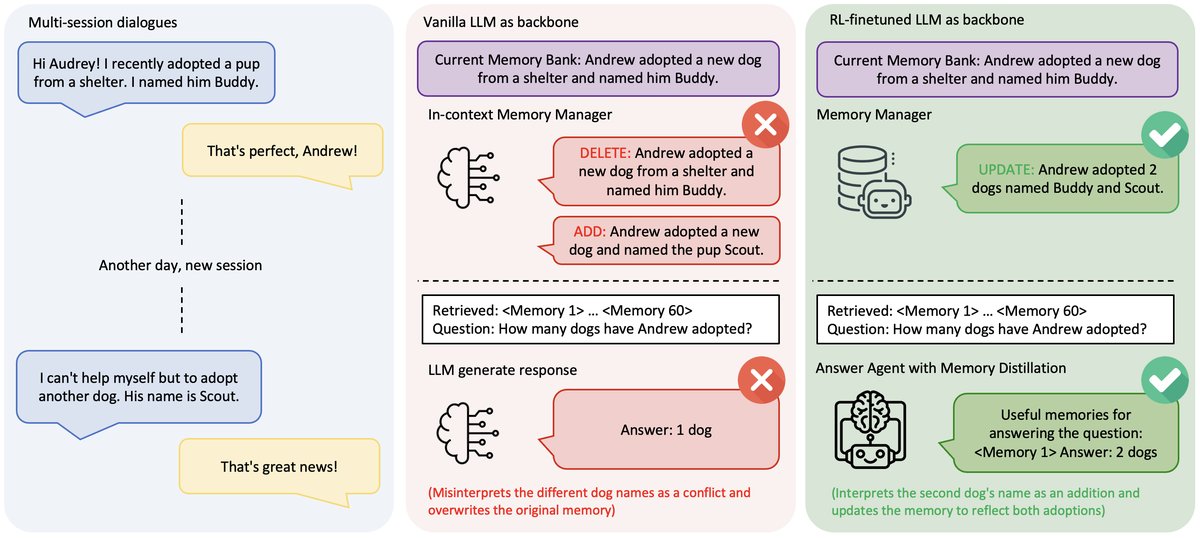 Multi-session dialogues
Hi Audrey! I recently adopted a pup
from a shelter. I named him Buddy.
That's perfect, Andrew!
Another day, new session
I can't help myself but to adopt
another dog. His name is Scout.
That's great news!
Vanilla LLM as backbone
Current Memory Bank: Andrew adopted a new dog
from a shelter and named him Buddy.
In-context Memory Manager
DELETE: Andrew adopted a
new dog from a shelter and
named him Buddy.
ADD: Andrew adopted a new
dog and named the pup Scout.
Retrieved: <Memory 1> ... <Memory 60>
Question: How many dogs have Andrew adopted?
LLM generate response
Answer: 1 dog
(Misinterprets the different dog names as a conflict and
overwrites the original memory)
RL-finetuned LLM as backbone
Current Memory Bank: Andrew adopted a new dog
from a shelter and named him Buddy.
Memory Manager
UPDATE: Andrew adopted 2
dogs named Buddy and Scout.
Retrieved: <Memory 1> ... <Memory 60>
Question: How many dogs have Andrew adopted?
Answer Agent with Memory Distillation
Useful memories for
answering the question:
<Memory 1> Answer: 2 dogs
(Interprets the second dog's name as an addition and
updates the memory to reflect both adoptions)